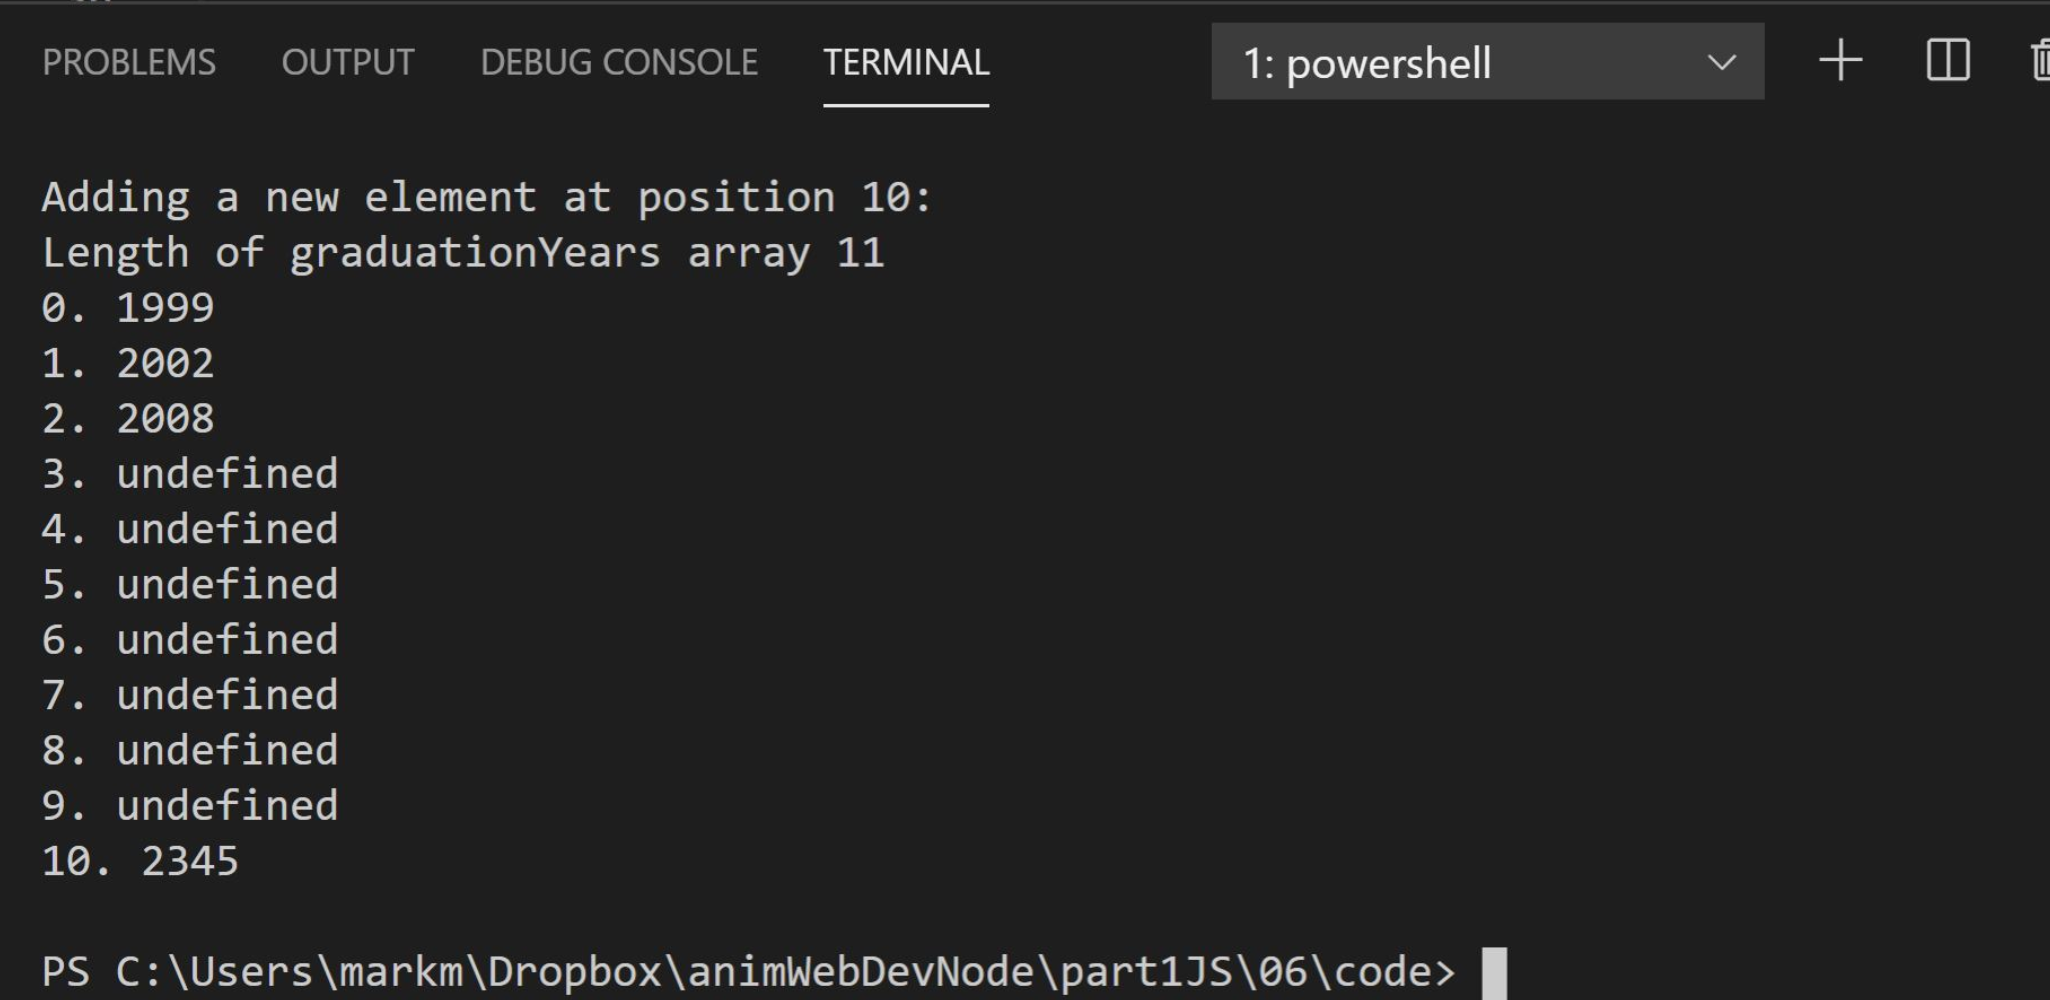 PROBLEMS OUTPUT DEBUG CONSOLE TERMINAL 1: powershell
Adding a new element at position 10:
Length of graduationYears array 11
0. 1999
1. 2002
2. 2008
3. undefined
4. undefined
5. undefined
6. undefined
7. undefined
8. undefined
9. undefined
10. 2345
PS C:\Users\markm\Dropbox\animWebDevNode\part1JS\06\code>